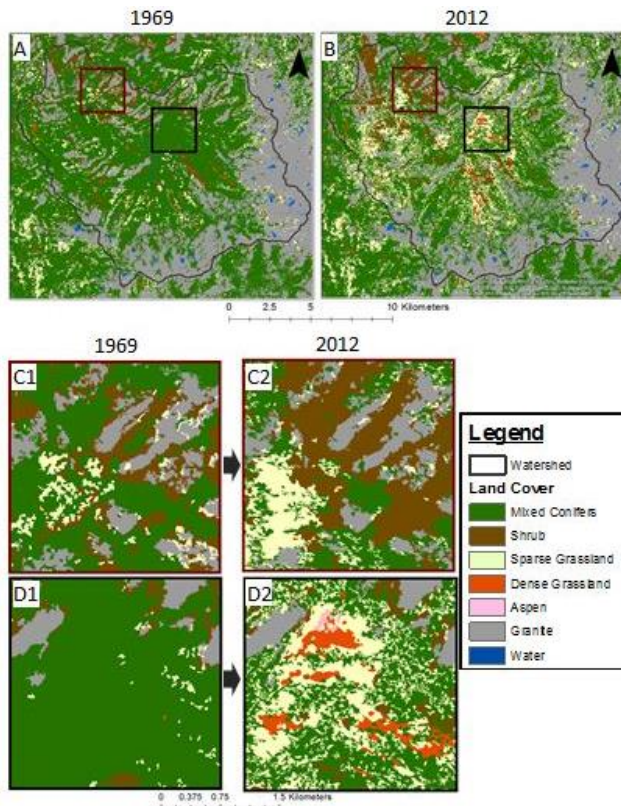 1969 2012
A B
0 2.5 5 10 Kilometers
1969 2012
C1 C2
Legend
Watershed
Land Cover
Mixed Conifers
Shrub
Sparse Grassland
Dense Grassland
Aspen
Granite
Water
D1 D2
0 0.375 0.75 1.5 Kilometers